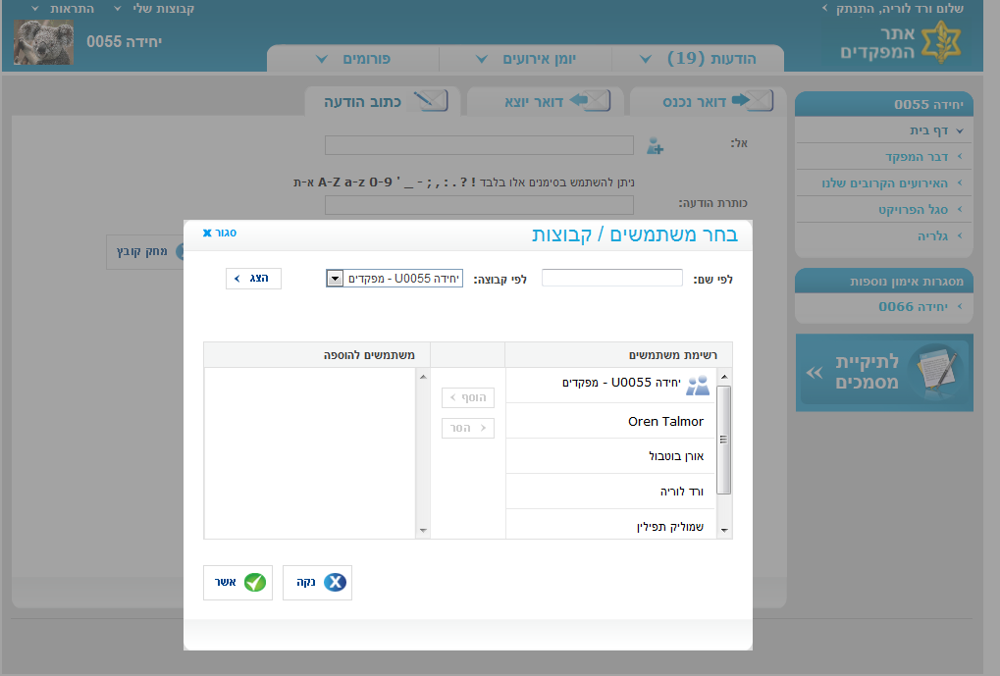 שלום ורד לוריה, התנתק
קבוצות שלי
התראות
אתר
המפקדים
יחידה 0055
הודעות (19)
יומן אירועים
פורומים
דואר נכנס
דואר יוצא
כתוב הודעה
יחידה 0055
דף בית
דבר המפקד
האירועים הקרובים שלנו
סגל הפרויקט
גלריה
מסגרות אימון נוספות
יחידה 0066
לתיקיית
מסמכים
אל:
ניתן להשתמש בסימנים אלו בלבד ! ? . : , ; - _ ' A-Z a-z 0-9 א-ת
כותרת הודעה:
מחק קובץ
בחר משתמשים / קבוצות
סגור x
לפי שם:
לפי קבוצה:
יחידה U0055 - מפקדים
הצג
רשימת משתמשים
משתמשים להוספה
יחידה U0055 - מפקדים
Oren Talmor
אורן בוטבול
ורד לוריה
שמוליק תפילין
הוסף
הסר
נקה
אשר